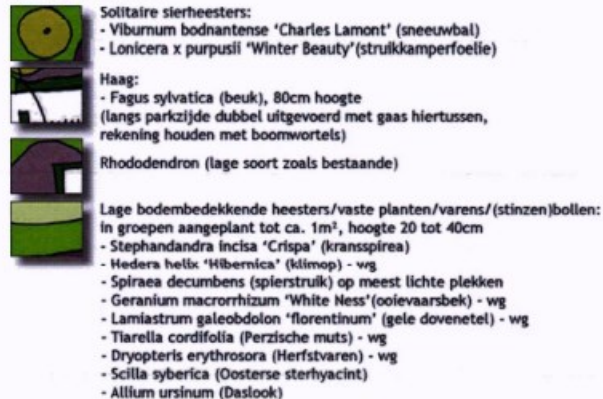 Solitaire sierheesters:
- Viburnum bodnantense ‘Charles Lamont’ (sneeuwbal)
- Lonicera x purpusii ‘Winter Beauty’(struikkamperfoelie)
Haag:
- Fagus sylvatica (beuk), 80cm hoogte
(langs parkzijde dubbel uitgevoerd met gaas hiertussen,
rekening houden met boomwortels)
Rhododendron (lage soort zoals bestaande)
Lage bodembedekkende heesters/vaste planten/varens/(stinzen)bollen:
in groepen aangeplant tot ca. 1m², hoogte 20 tot 40cm
- Stephandandra incisa ‘Crispa’ (kransspirea)
- Hedera helix ‘Hibernica’ (klimop) - wg
- Spiraea decumbens (spierstruik) op meest lichte plekken
- Geranium macrorrhizum ‘White Ness’(ooievaarsbek) - wg
- Lamiastrum galeobdolon ‘florentinum’ (gele dovenetel) - wg
- Tiarella cordifolia (Perzische muts) - wg
- Dryopteris erythrosora (Herfstvaren) - wg
- Scilla syberica (Oosterse sterhyacint)
- Allium ursinum (Daslook)